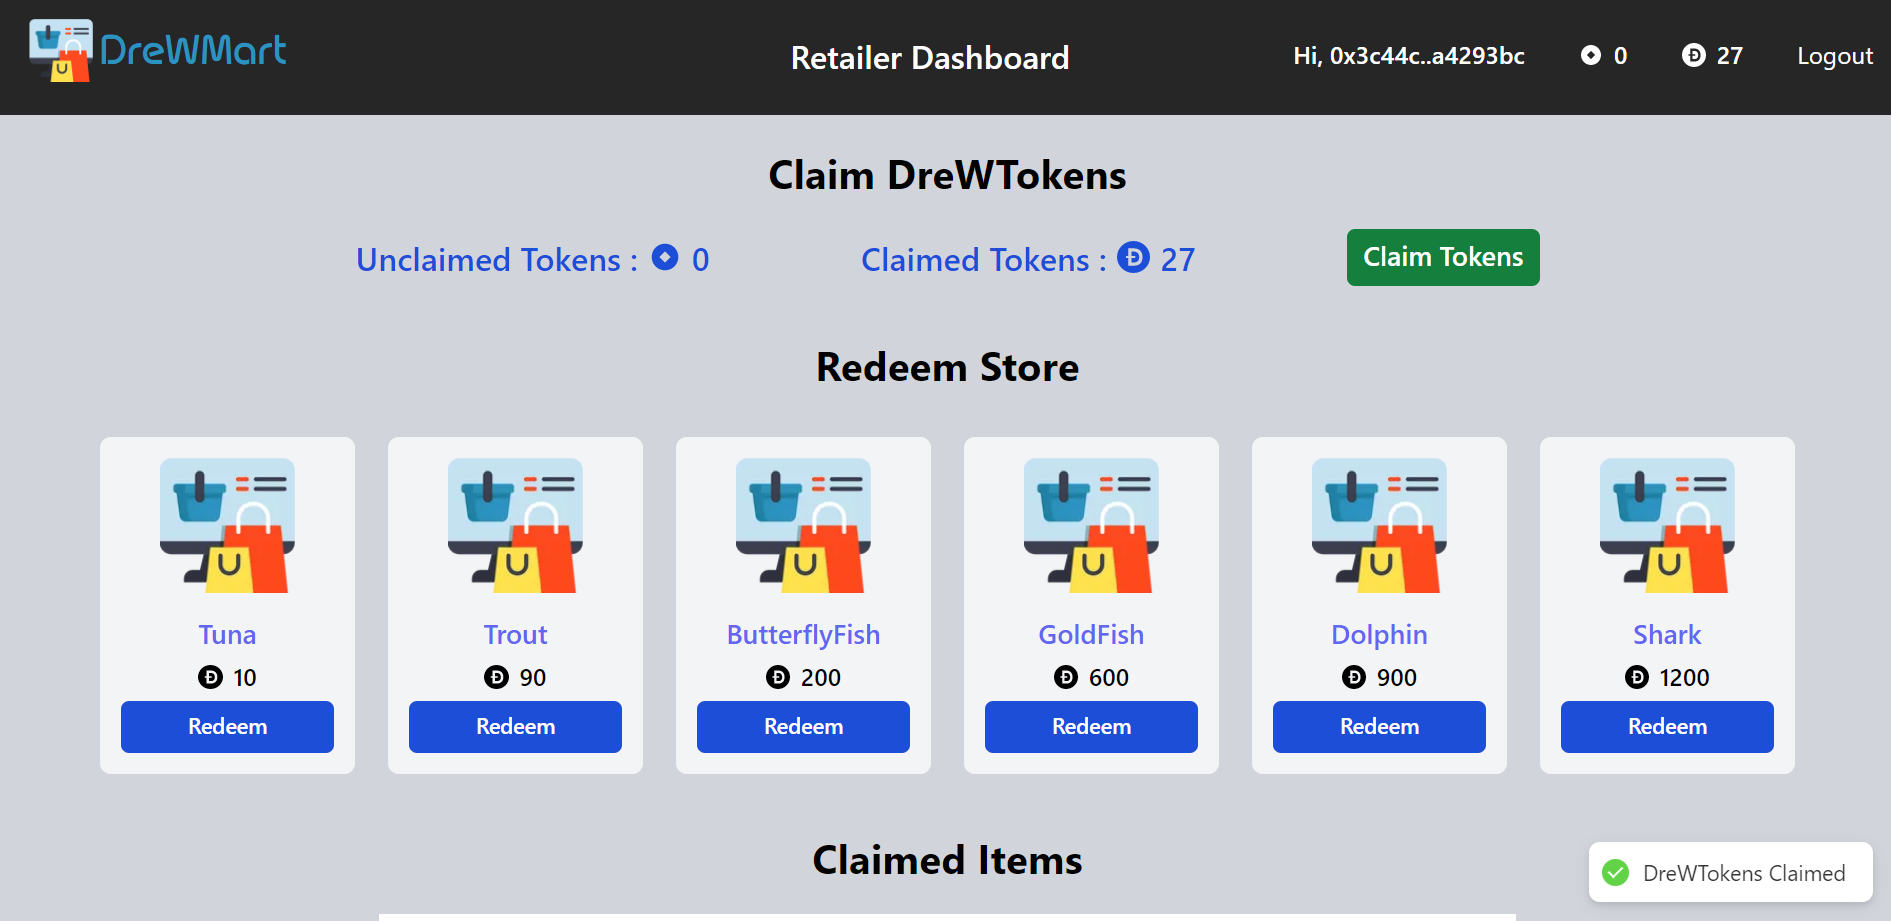 DreWMart
Retailer Dashboard
Hi, 0x3c44c..a4293bc
0
27
Logout
Claim DreWTokens
Unclaimed Tokens : 0
Claimed Tokens : 27
Claim Tokens
Redeem Store
Tuna
10
Redeem
Trout
90
Redeem
ButterflyFish
200
Redeem
GoldFish
600
Redeem
Dolphin
900
Redeem
Shark
1200
Redeem
Claimed Items
DreWTokens Claimed